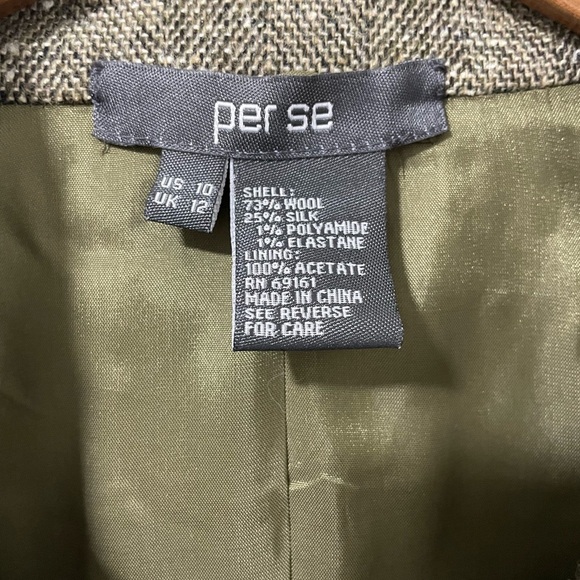 per se
US 10
UK 12
SHELL:
73% WOOL
25% SILK
1% POLYAMIDE
1% ELASTANE
LINING:
100% ACETATE
RN 69161
MADE IN CHINA
SEE REVERSE
FOR CARE